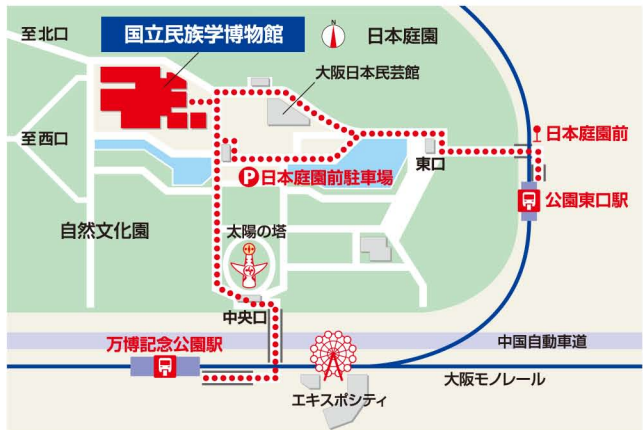 至北口
国立民族学博物館
日本庭園
大阪日本民芸館
至西口
日本庭園前
東口
P日本庭園前駐車場
公園東口駅
自然文化園
太陽の塔
中央口
万博記念公園駅
中国自動車道
大阪モノレール
エキスポシティ